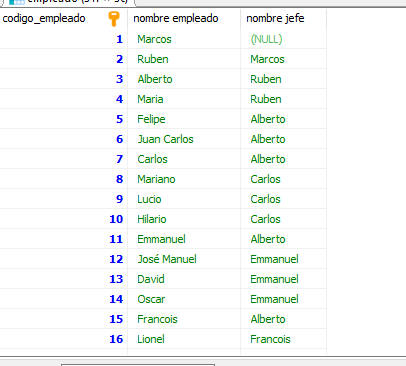 codigo_empleado nombre empleado nombre jefe
1 Marcos (NULL)
2 Ruben Marcos
3 Alberto Ruben
4 Maria Ruben
5 Felipe Alberto
6 Juan Carlos Alberto
7 Carlos Alberto
8 Mariano Carlos
9 Lucio Carlos
10 Hilario Carlos
11 Emmanuel Alberto
12 José Manuel Emmanuel
13 David Emmanuel
14 Oscar Emmanuel
15 Francois Alberto
16 Lionel Francois